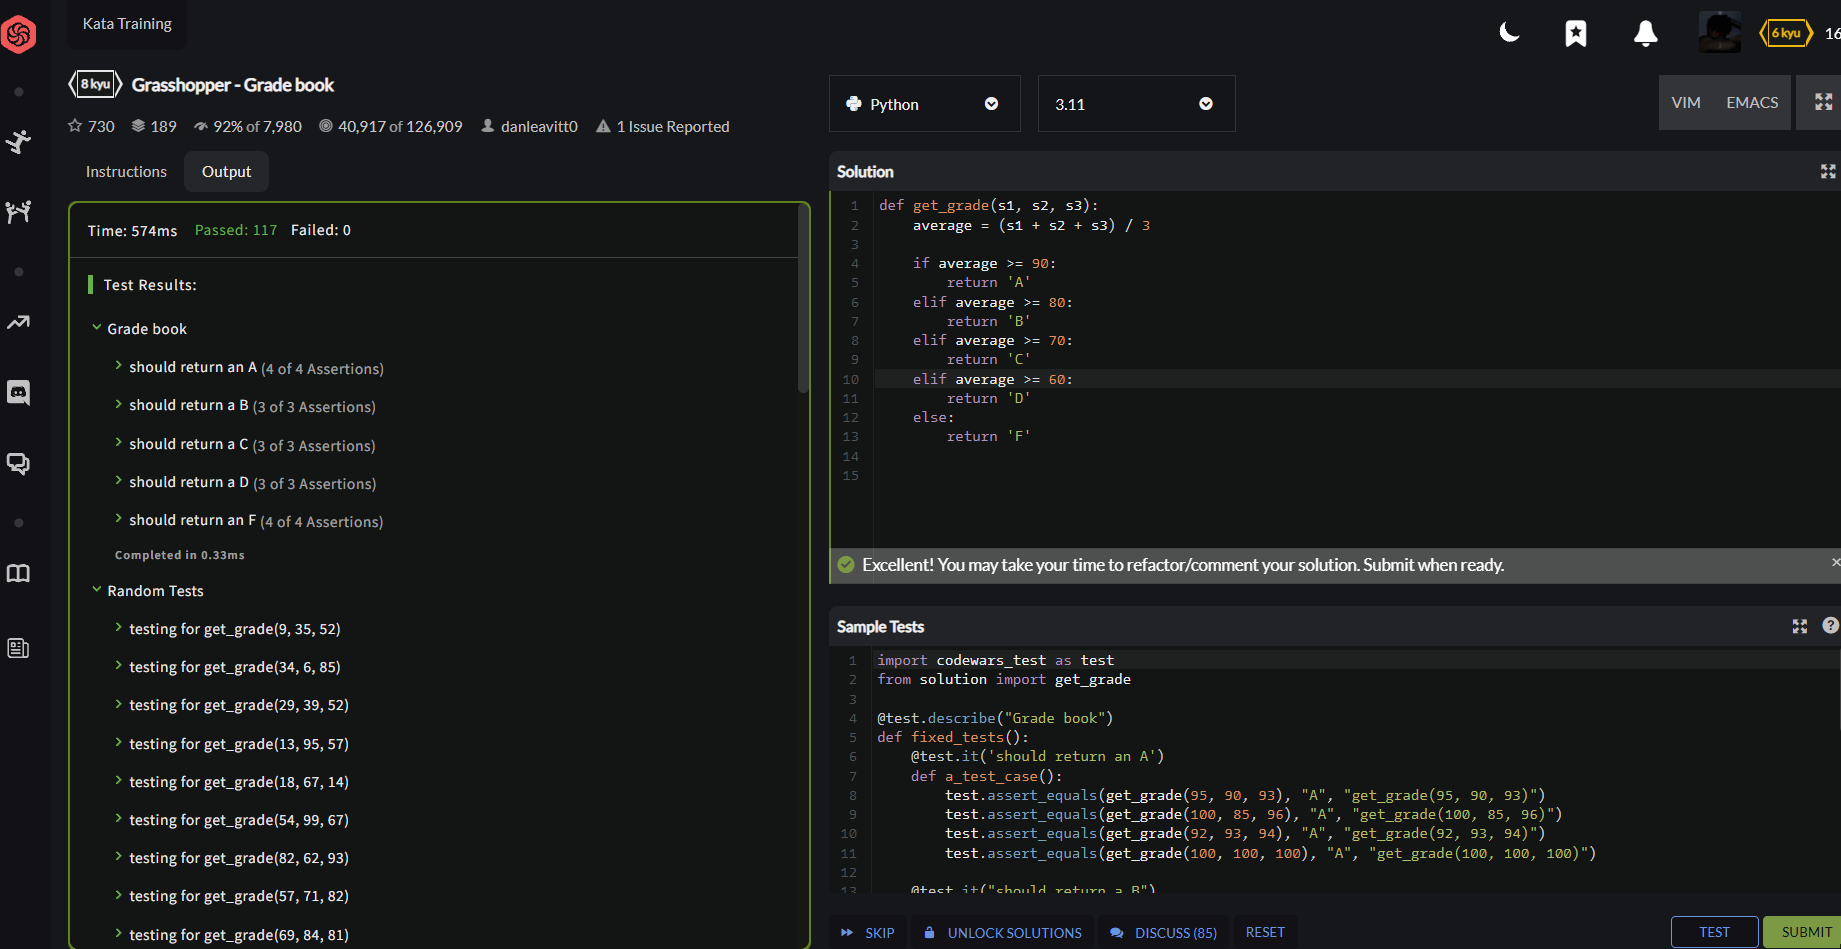 Kata Training
6 kyu
16
8 kyu
Grasshopper - Grade book
730 189 92% of 7,980 40,917 of 126,909 danleavitt0 1 Issue Reported
Instructions
Output
Time: 574ms Passed: 117 Failed: 0
Test Results:
Grade book
should return an A (4 of 4 Assertions)
should return a B (3 of 3 Assertions)
should return a C (3 of 3 Assertions)
should return a D (3 of 3 Assertions)
should return an F (4 of 4 Assertions)
Completed in 0.33ms
Random Tests
testing for get_grade(9, 35, 52)
testing for get_grade(34, 6, 85)
testing for get_grade(29, 39, 52)
testing for get_grade(13, 95, 57)
testing for get_grade(18, 67, 14)
testing for get_grade(54, 99, 67)
testing for get_grade(82, 62, 93)
testing for get_grade(57, 71, 82)
testing for get_grade(69, 84, 81)
Python
3.11
VIM
EMACS
Solution
1 def get_grade(s1, s2, s3):
2     average = (s1 + s2 + s3) / 3
3
4     if average >= 90:
5         return 'A'
6     elif average >= 80:
7         return 'B'
8     elif average >= 70:
9         return 'C'
10     elif average >= 60:
11         return 'D'
12     else:
13         return 'F'
14
15
Excellent! You may take your time to refactor/comment your solution. Submit when ready.
Sample Tests
1 import codewars_test as test
2 from solution import get_grade
3
4 @test.describe("Grade book")
5 def fixed_tests():
6     @test.it('should return an A')
7     def a_test_case():
8         test.assert_equals(get_grade(95, 90, 93), "A", "get_grade(95, 90, 93)")
9         test.assert_equals(get_grade(100, 85, 96), "A", "get_grade(100, 85, 96)")
10         test.assert_equals(get_grade(92, 93, 94), "A", "get_grade(92, 93, 94)")
11         test.assert_equals(get_grade(100, 100, 100), "A", "get_grade(100, 100, 100)")
12
13     @test.it("should return a B")
SKIP
UNLOCK SOLUTIONS
DISCUSS (85)
RESET
TEST
SUBMIT